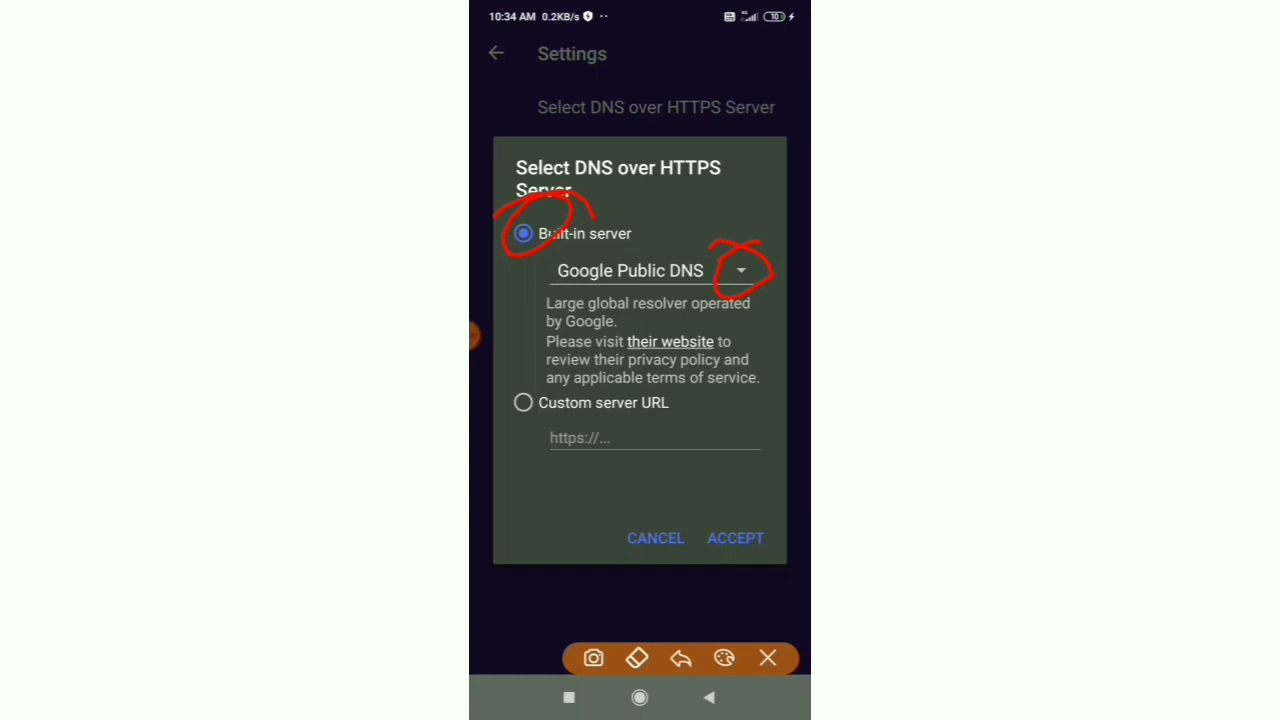 10:34 AM 0.2KB/s
4G
10
Settings
Select DNS over HTTPS Server
Select DNS over HTTPS
Server
Built-in server
Google Public DNS
Large global resolver operated
by Google.
Please visit their website to
review their privacy policy and
any applicable terms of service.
Custom server URL
https://...
CANCEL ACCEPT